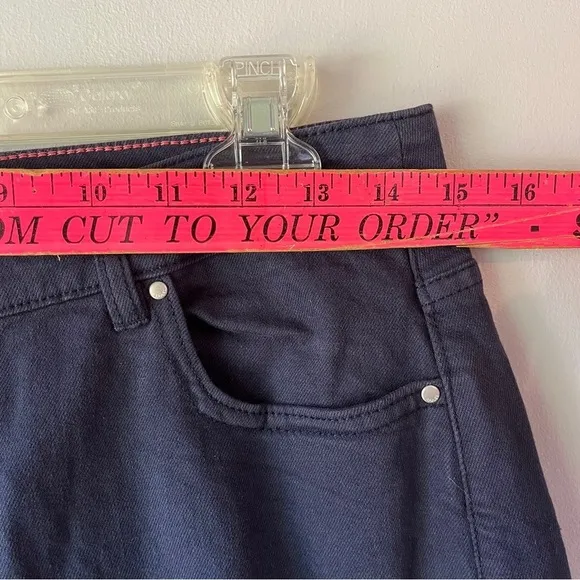 PINCH
9 10 11 12 13 14 15 16
OM CUT TO YOUR ORDER” · S